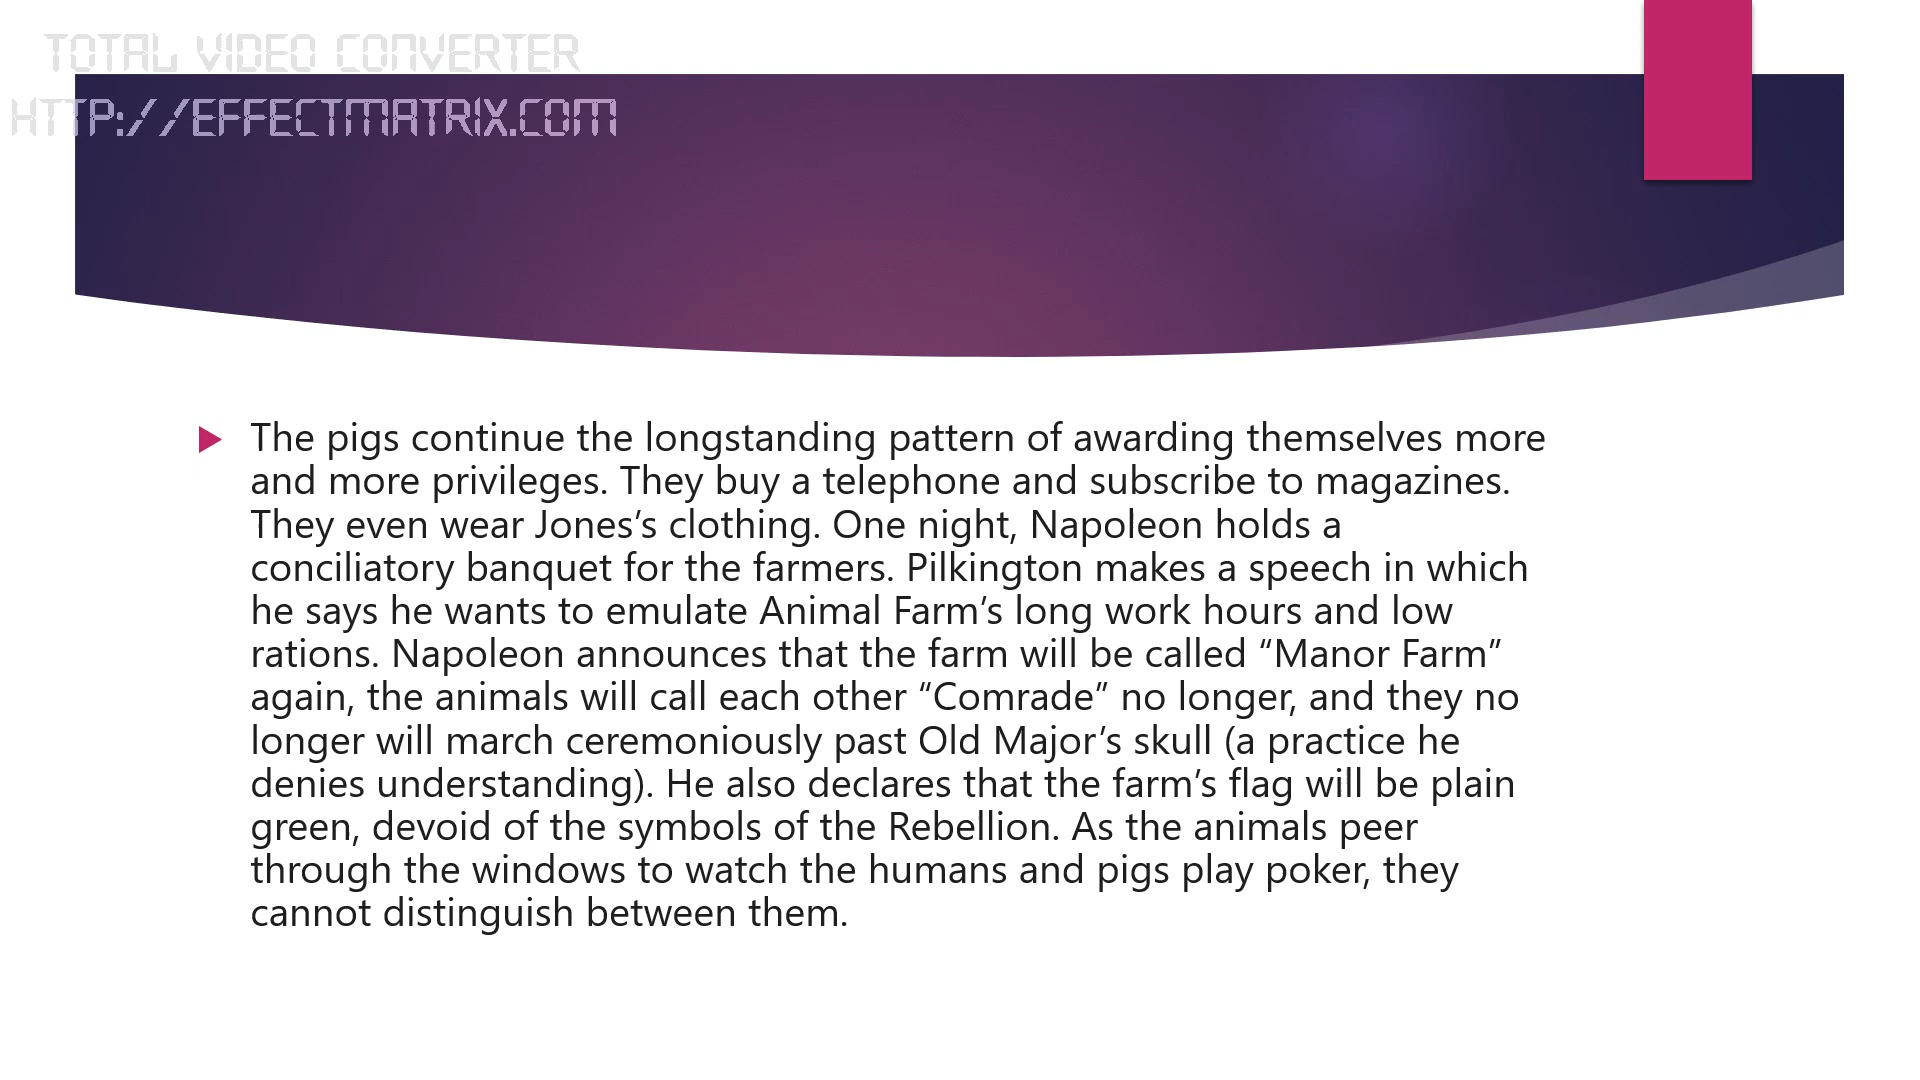 TOTAL VIDEO CONVERTER
HTTP://EFFECTMATRIX.COM
The pigs continue the longstanding pattern of awarding themselves more
and more privileges. They buy a telephone and subscribe to magazines.
They even wear Jones’s clothing. One night, Napoleon holds a
conciliatory banquet for the farmers. Pilkington makes a speech in which
he says he wants to emulate Animal Farm’s long work hours and low
rations. Napoleon announces that the farm will be called “Manor Farm”
again, the animals will call each other “Comrade” no longer, and they no
longer will march ceremoniously past Old Major’s skull (a practice he
denies understanding). He also declares that the farm’s flag will be plain
green, devoid of the symbols of the Rebellion. As the animals peer
through the windows to watch the humans and pigs play poker, they
cannot distinguish between them.